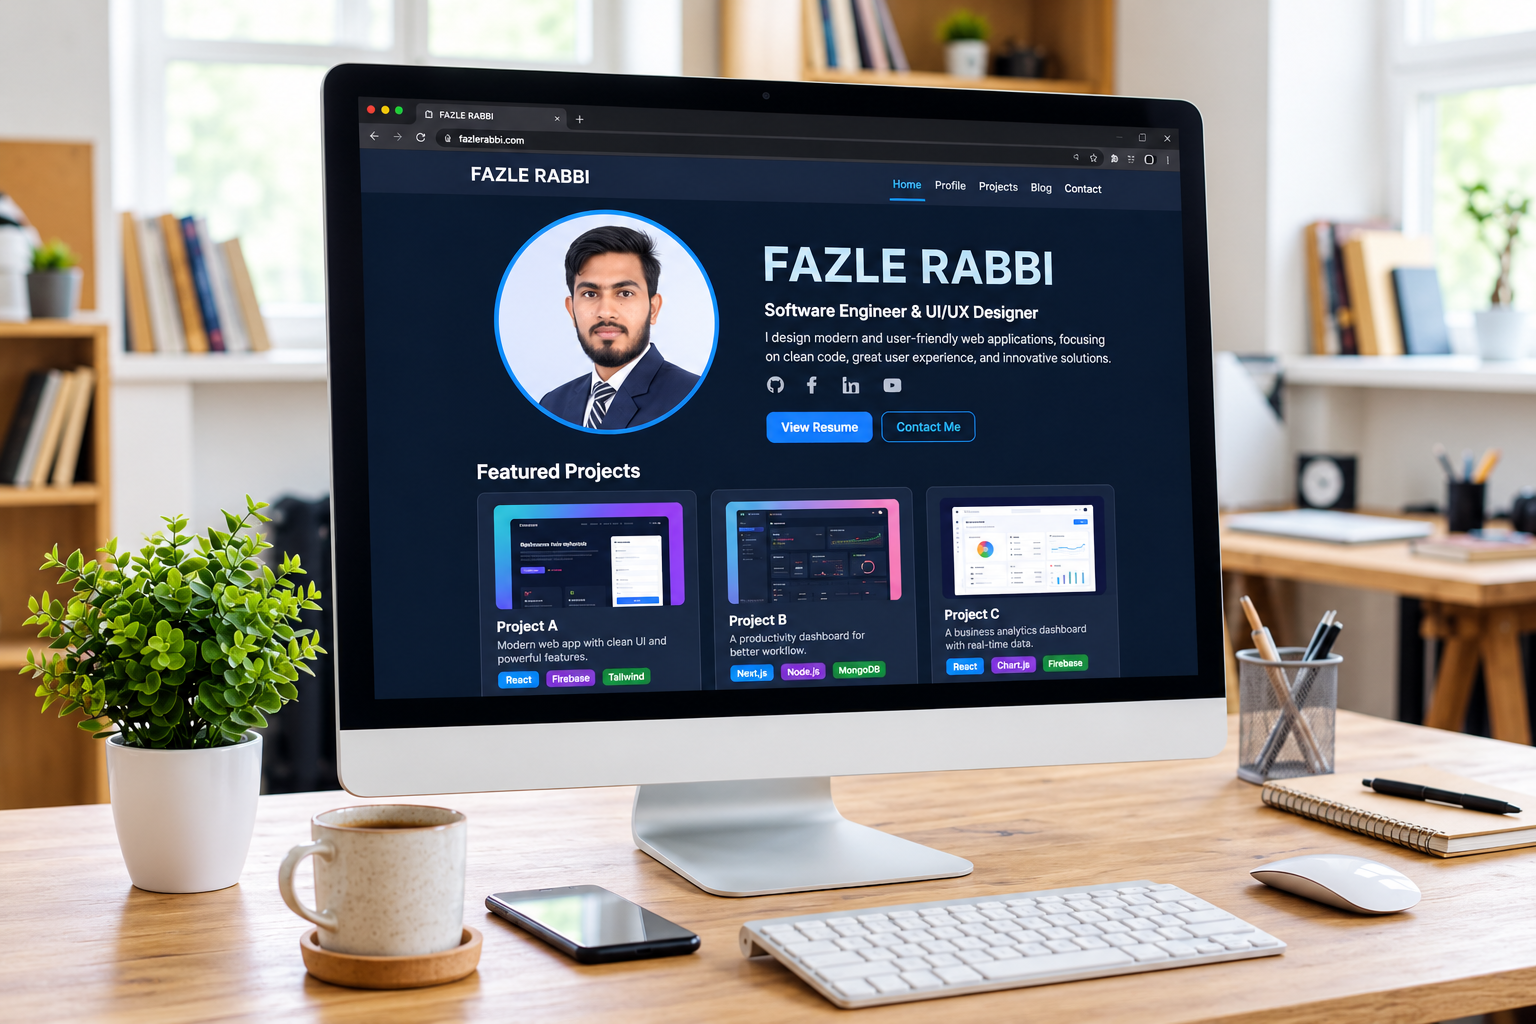 FAZLE RABBI
fazlerabbi.com
FAZLE RABBI
Home Profile Projects Blog Contact
FAZLE RABBI
Software Engineer & UI/UX Designer
I design modern and user-friendly web applications, focusing
on clean code, great user experience, and innovative solutions.
View Resume Contact Me
Featured Projects
Project A
Modern web app with clean UI and
powerful features.
React Firebase Tailwind
Project B
A productivity dashboard for
better workflow.
Next.js Node.js MongoDB
Project C
A business analytics dashboard
with real-time data.
React Chart.js Firebase